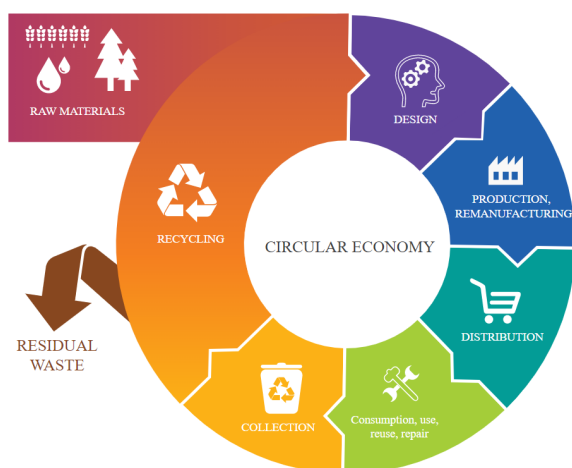 RAW MATERIALS
DESIGN
PRODUCTION,
REMANUFACTURING
RECYCLING
CIRCULAR ECONOMY
DISTRIBUTION
RESIDUAL
WASTE
COLLECTION
Consumption, use,
reuse, repair